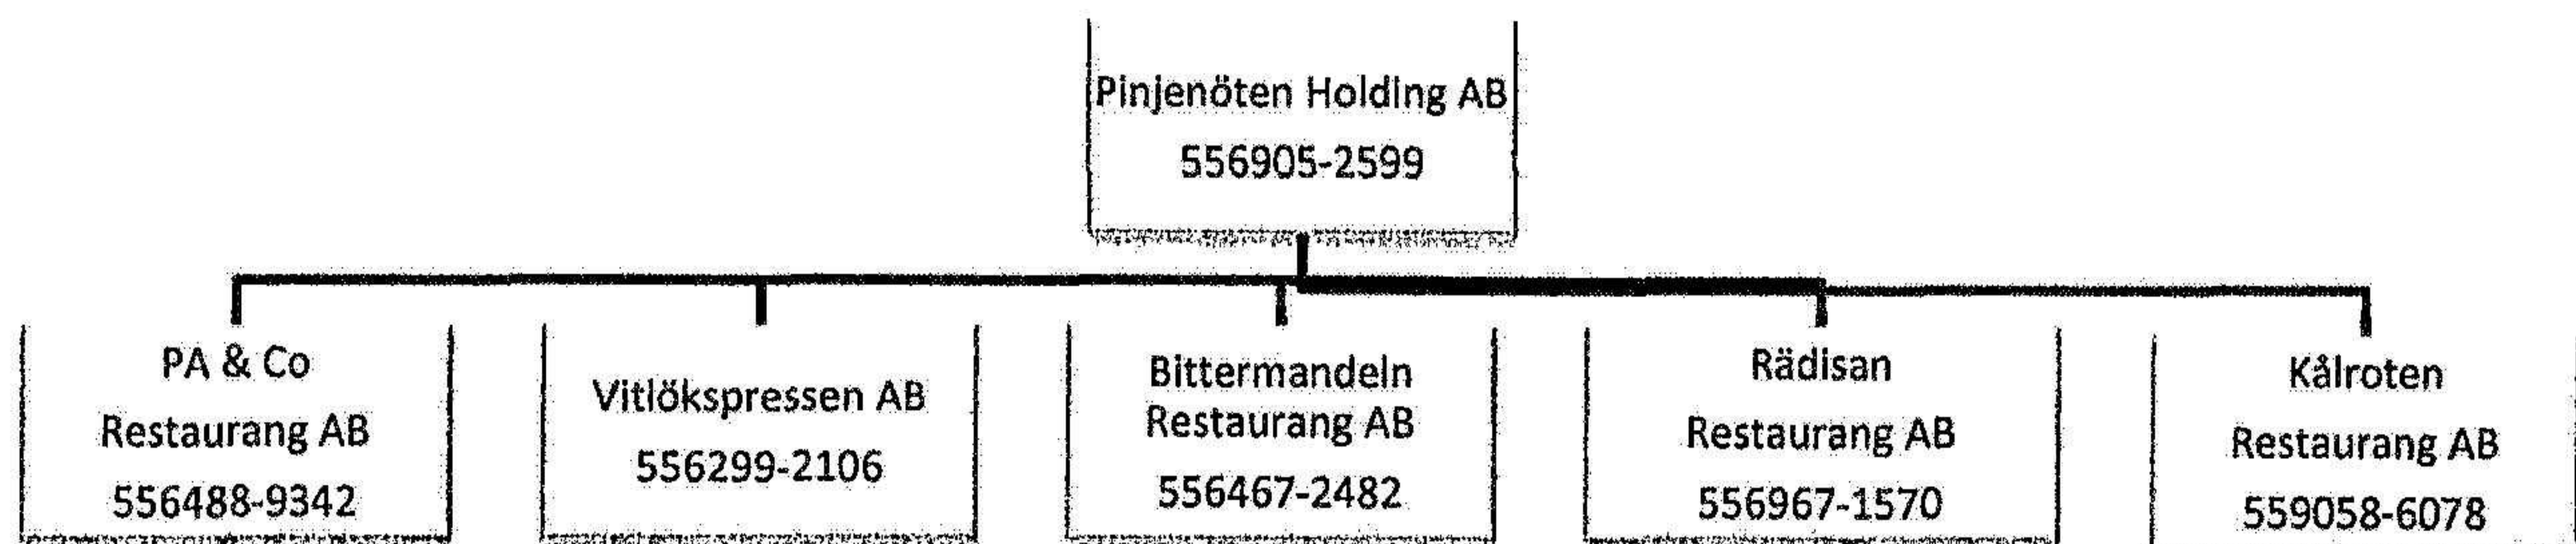 Pinjenöten Holding AB
556905-2599
PA & Co
Restaurang AB
556488-9342
Vitlökspressen AB
556299-2106
Bittermandeln
Restaurang AB
556467-2482
Rädisan
Restaurang AB
556967-1570
Kålroten
Restaurang AB
559058-6078